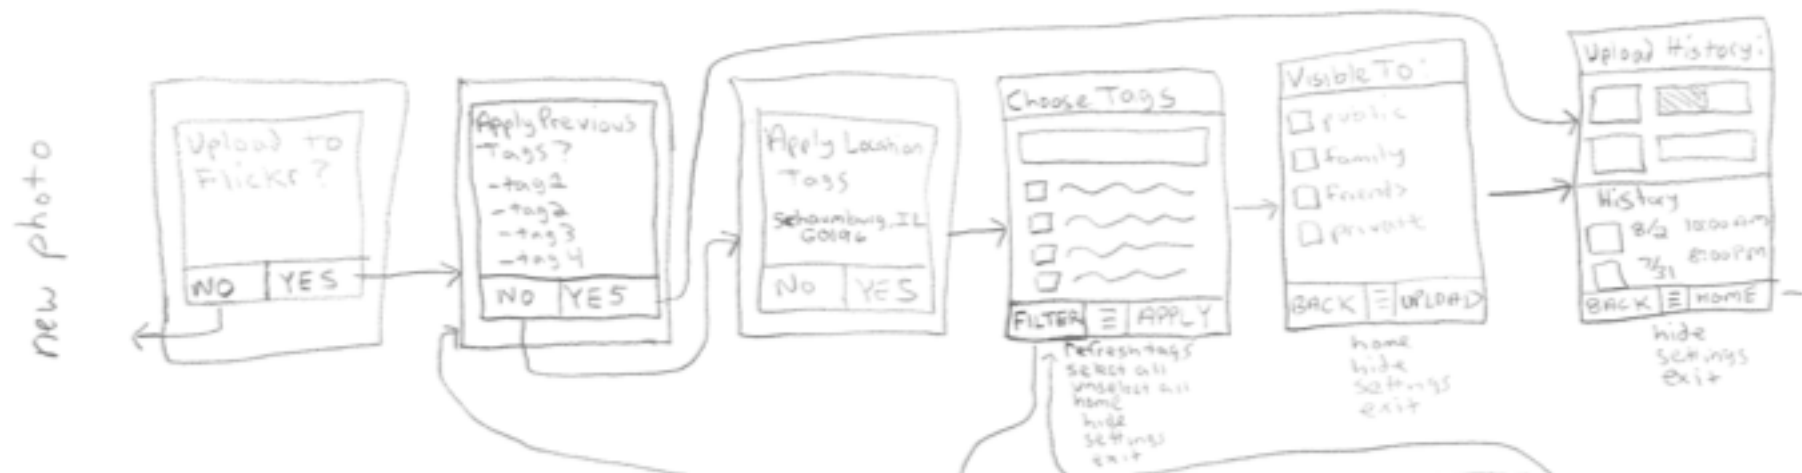 new photo
Upload to
Flickr?
NO YES
Apply Previous
Tags?
-tag1
-tag2
-tag3
-tag4
NO YES
Apply Location
Tags
Schaumburg, IL
60196
No YES
Choose Tags
FILTER APPLY
refresh tags
select all
unselect all
home
hide
settings
exit
Visible To:
public
family
friends
private
BACK UPLOAD
home
hide
settings
exit
Upload History:
History
8/2 10:00 AM
7/31 8:00 PM
BACK HOME
hide
settings
exit